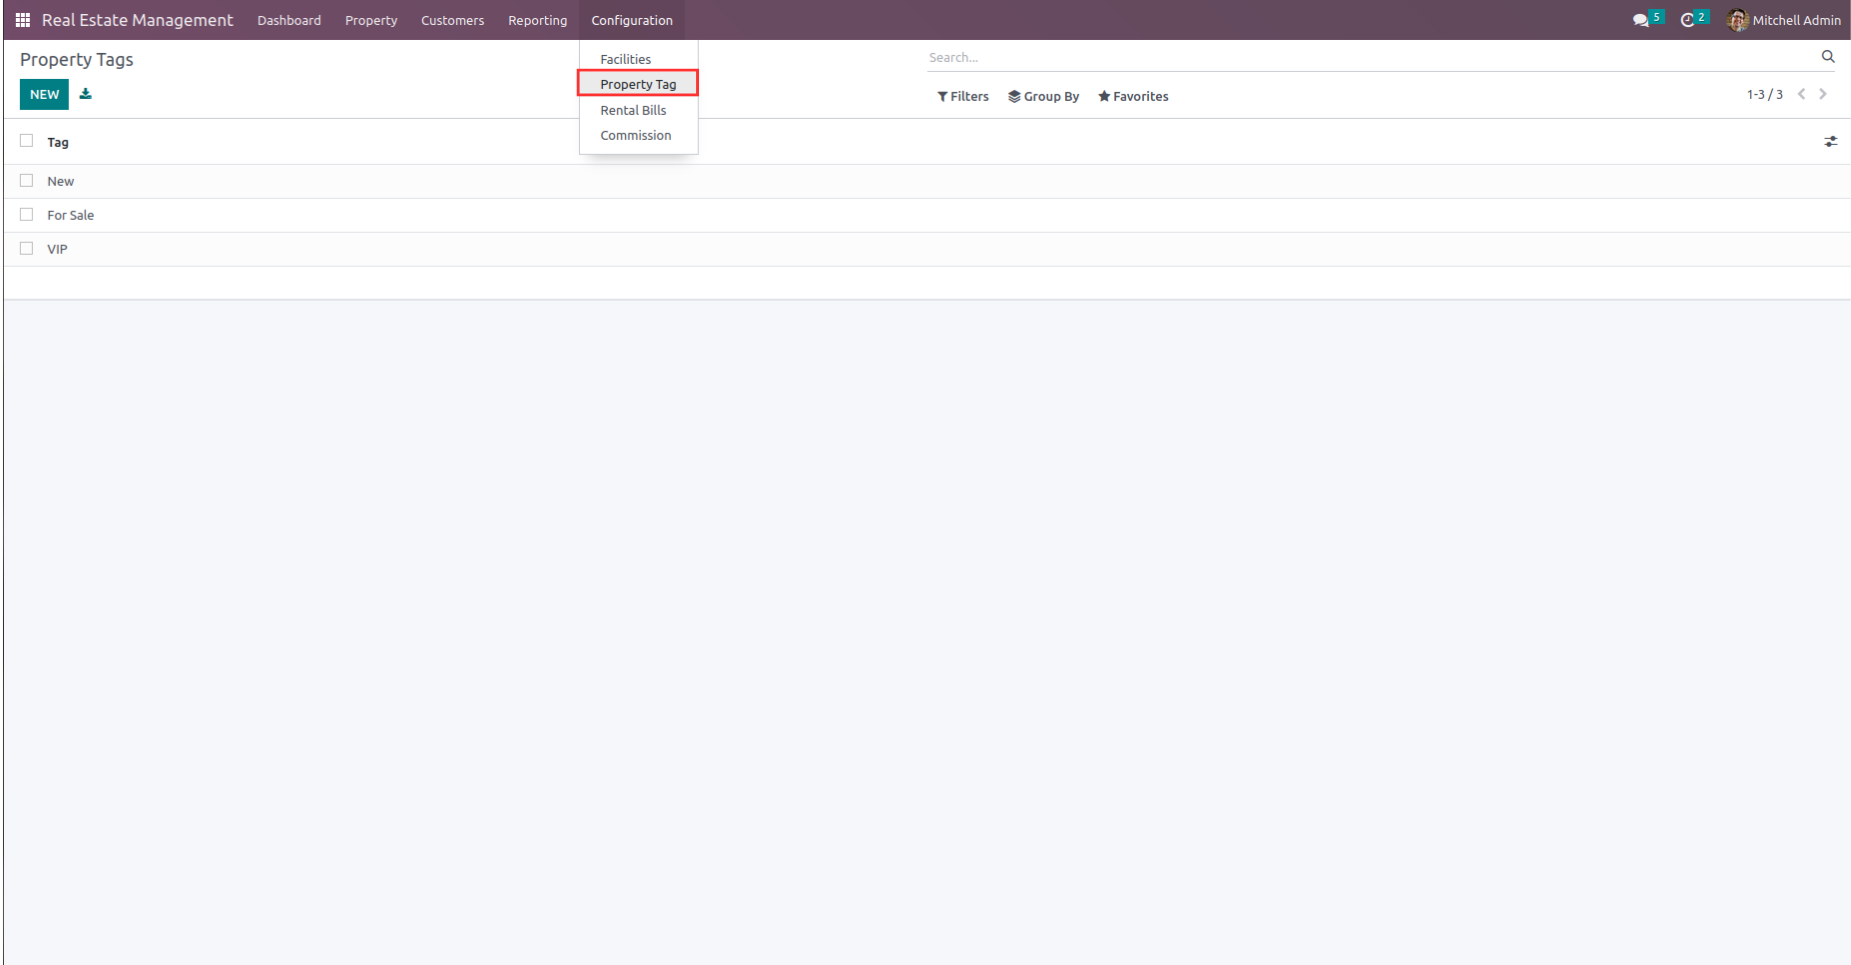 Real Estate Management Dashboard Property Customers Reporting Configuration 5 2 Mitchell Admin
Property Tags
Search...
NEW
Filters Group By Favorites
1-3 / 3
Facilities
Property Tag
Rental Bills
Commission
Tag
New
For Sale
VIP